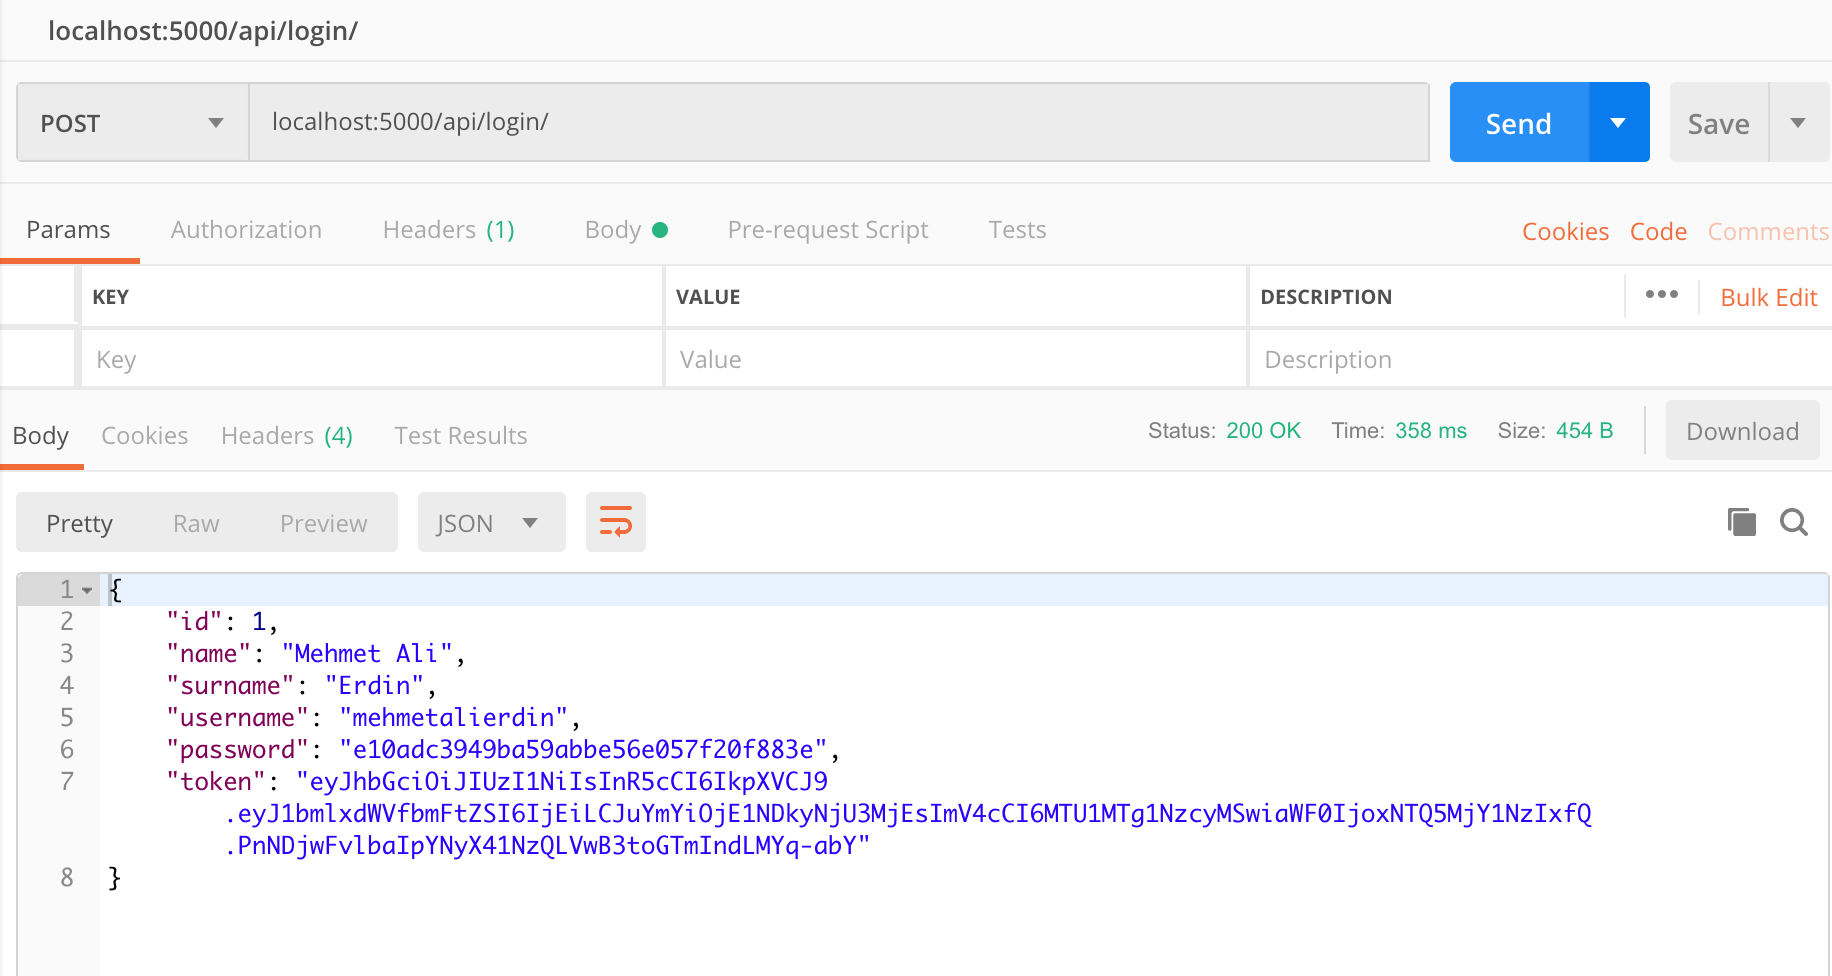 localhost:5000/api/login/
POST localhost:5000/api/login/ Send Save
Params Authorization Headers (1) Body Pre-request Script Tests Cookies Code Comments
KEY VALUE DESCRIPTION ••• Bulk Edit
Key Value Description
Body Cookies Headers (4) Test Results Status: 200 OK Time: 358 ms Size: 454 B Download
Pretty Raw Preview JSON
1 {
2 "id": 1,
3 "name": "Mehmet Ali",
4 "surname": "Erdin",
5 "username": "mehmetalierdin",
6 "password": "e10adc3949ba59abbe56e057f20f883e",
7 "token": "eyJhbGciOiJIUzI1NiIsInR5cCI6IkpXVCJ9
.eyJ1bmlxdWVfbmFtZSI6IjEiLCJuYmYiOjE1NDkyNjU3MjEsImV4cCI6MTU1MTg1NzcyMSwiaWF0IjoxNTQ5MjY1NzIxfQ
.PnNDjwFvlbaIpYNyX41NzQLVwB3toGTmIndLMYq-abY"
8 }